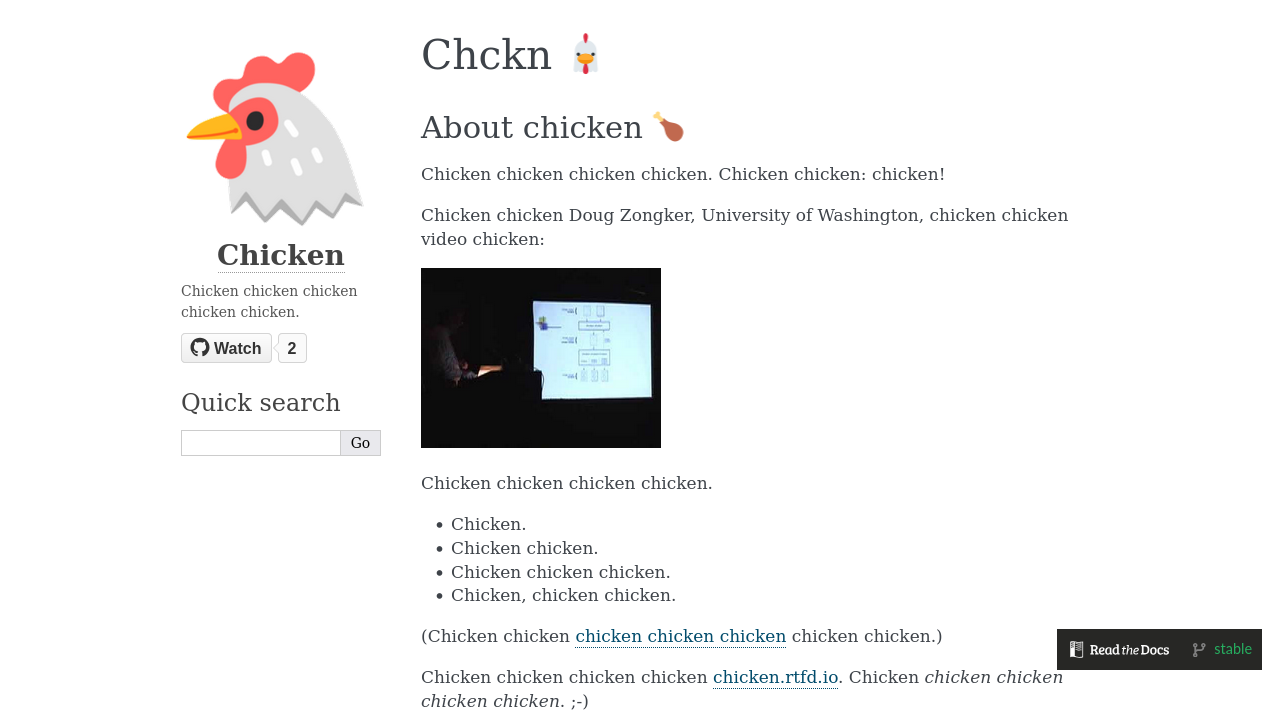 Chicken
Chicken chicken chicken
chicken chicken.
Watch 2
Quick search
Go
Chckn
About chicken
Chicken chicken chicken chicken. Chicken chicken: chicken!
Chicken chicken Doug Zongker, University of Washington, chicken chicken
video chicken:
Chicken chicken chicken chicken.
• Chicken.
• Chicken chicken.
• Chicken chicken chicken.
• Chicken, chicken chicken.
(Chicken chicken chicken chicken chicken chicken chicken.)
Chicken chicken chicken chicken chicken.rtfd.io. Chicken chicken chicken
chicken chicken. ;-)
Read the Docs stable